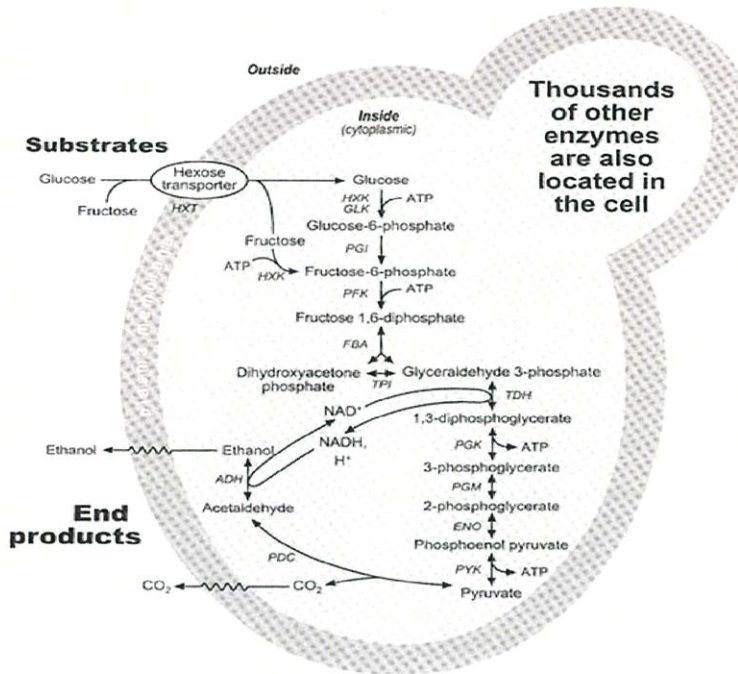 Outside
Inside
(cytoplasmic)
Thousands
of other
enzymes
are also
located in
the cell
Substrates
Glucose
Fructose
Hexose
transporter
HXT
Glucose
HXK
GLK
ATP
Glucose-6-phosphate
PGI
Fructose
ATP
HXK
Fructose-6-phosphate
PFK
ATP
Fructose 1,6-diphosphate
FBA
Dihydroxyacetone
phosphate
TPI
Glyceraldehyde 3-phosphate
TDH
NAD⁺
NADH,
H⁺
1,3-diphosphoglycerate
PGK
ATP
3-phosphoglycerate
PGM
2-phosphoglycerate
ENO
Phosphoenol pyruvate
PYK
ATP
Pyruvate
Ethanol
Ethanol
ADH
Acetaldehyde
End
products
PDC
CO₂
CO₂